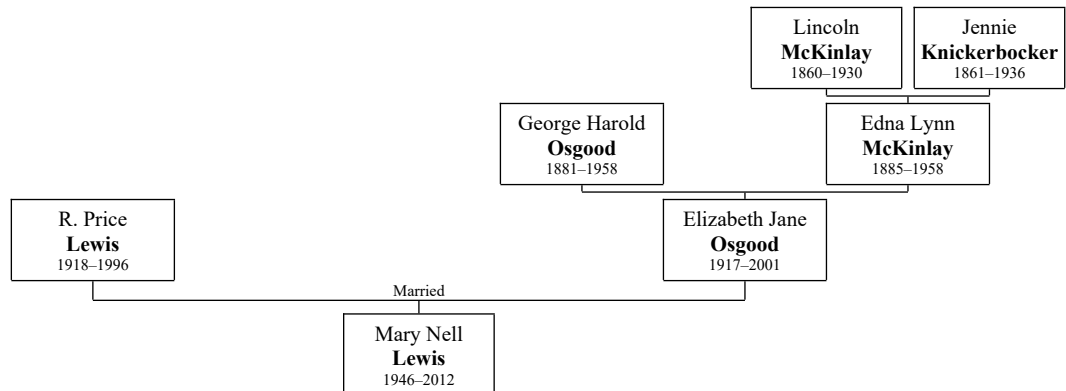 Lincoln
McKinlay
1860–1930
Jennie
Knickerbocker
1861–1936
George Harold
Osgood
1881–1958
Edna Lynn
McKinlay
1885–1958
R. Price
Lewis
1918–1996
Elizabeth Jane
Osgood
1917–2001
Married
Mary Nell
Lewis
1946–2012